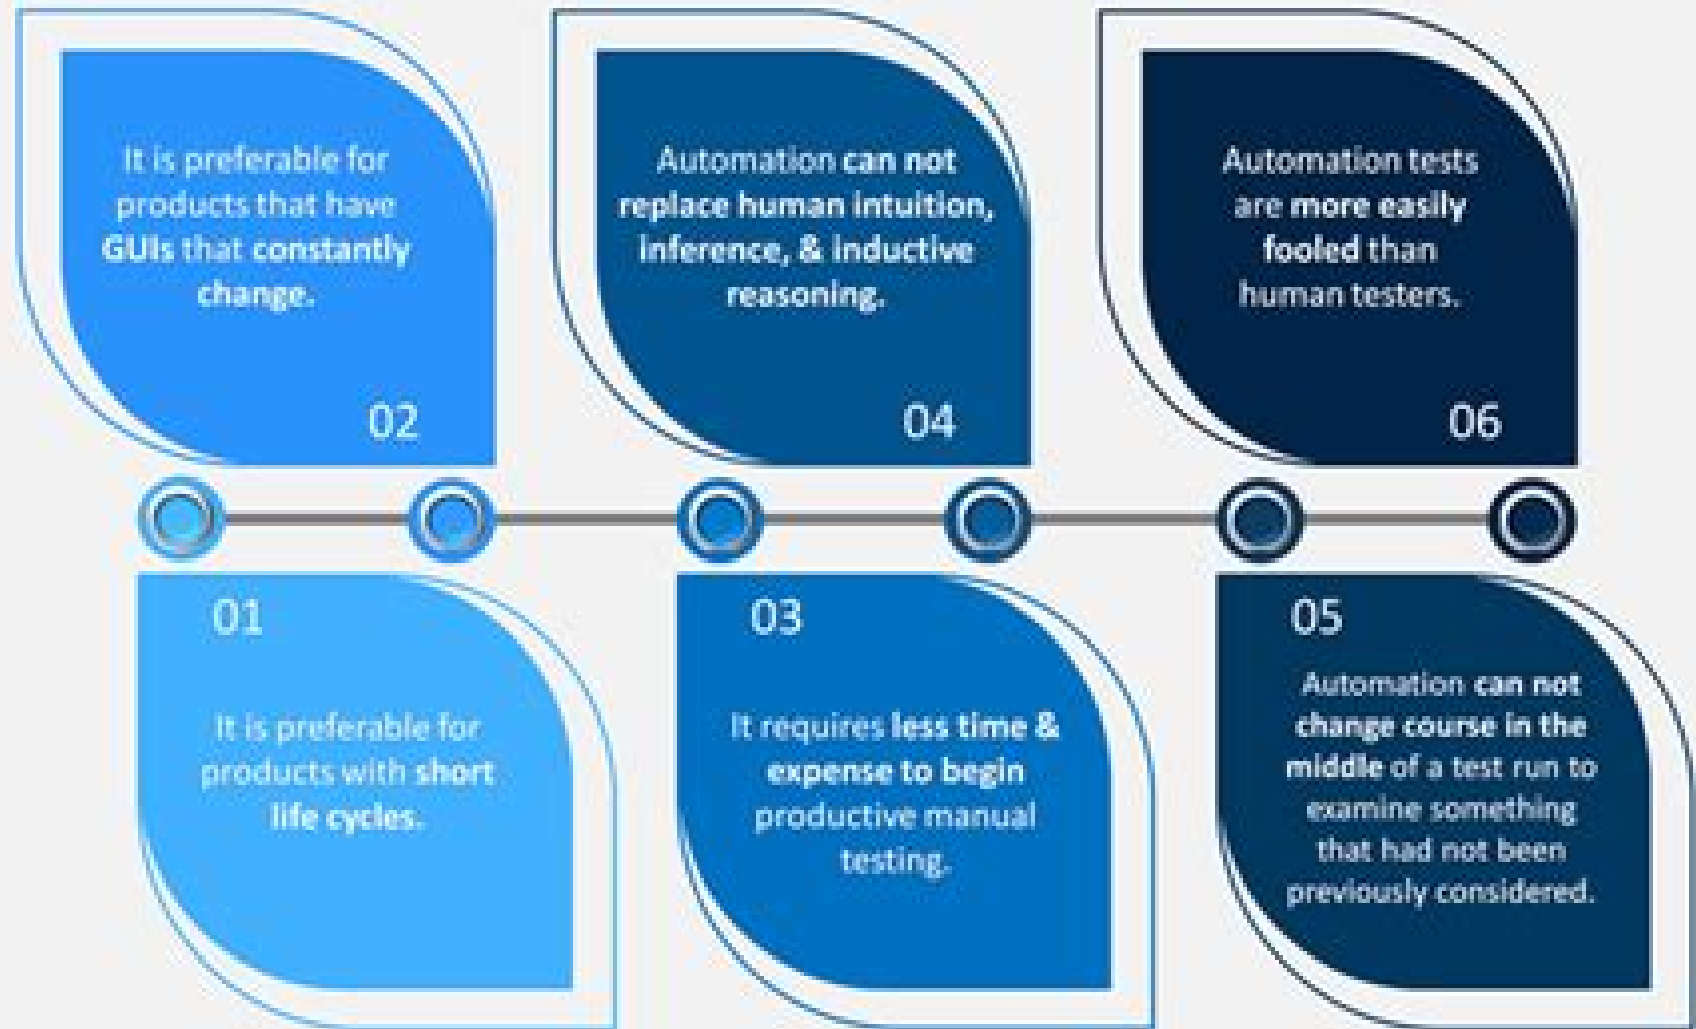 It is preferable for
products that have
GUIs that constantly
change.
02
Automation can not
replace human intuition,
inference, & inductive
reasoning.
04
Automation tests
are more easily
fooled than
human testers.
06
01
It is preferable for
products with short
life cycles.
03
It requires less time &
expense to begin
productive manual
testing.
05
Automation can not
change course in the
middle of a test run to
examine something
that had not been
previously considered.